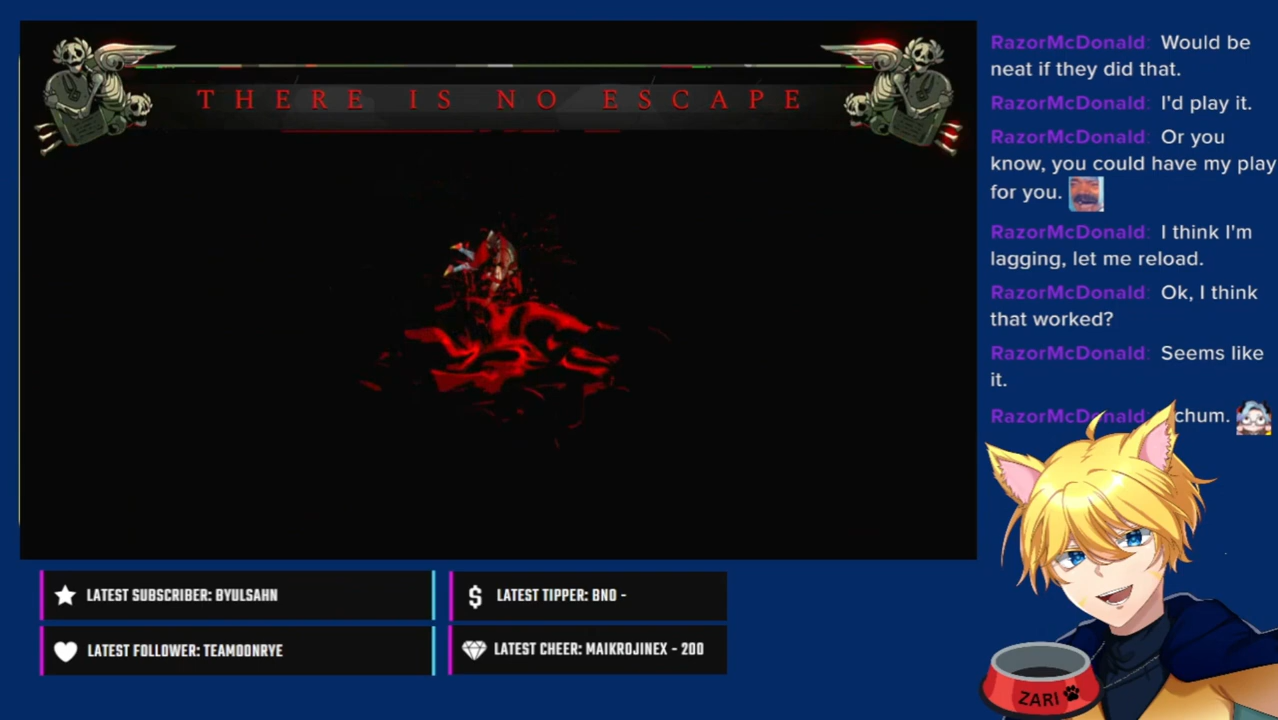 THERE IS NO ESCAPE
RazorMcDonald: Would be
neat if they did that.
RazorMcDonald: I'd play it.
RazorMcDonald: Or you
know, you could have my play
for you.
RazorMcDonald: I think I'm
lagging, let me reload.
RazorMcDonald: Ok, I think
that worked?
RazorMcDonald: Seems like
it.
RazorMcDonald chum.
LATEST SUBSCRIBER: BYULSAHN
LATEST TIPPER: BNO -
LATEST FOLLOWER: TEAMOONRYE
LATEST CHEER: MAIKROJINEX - 200
ZARI